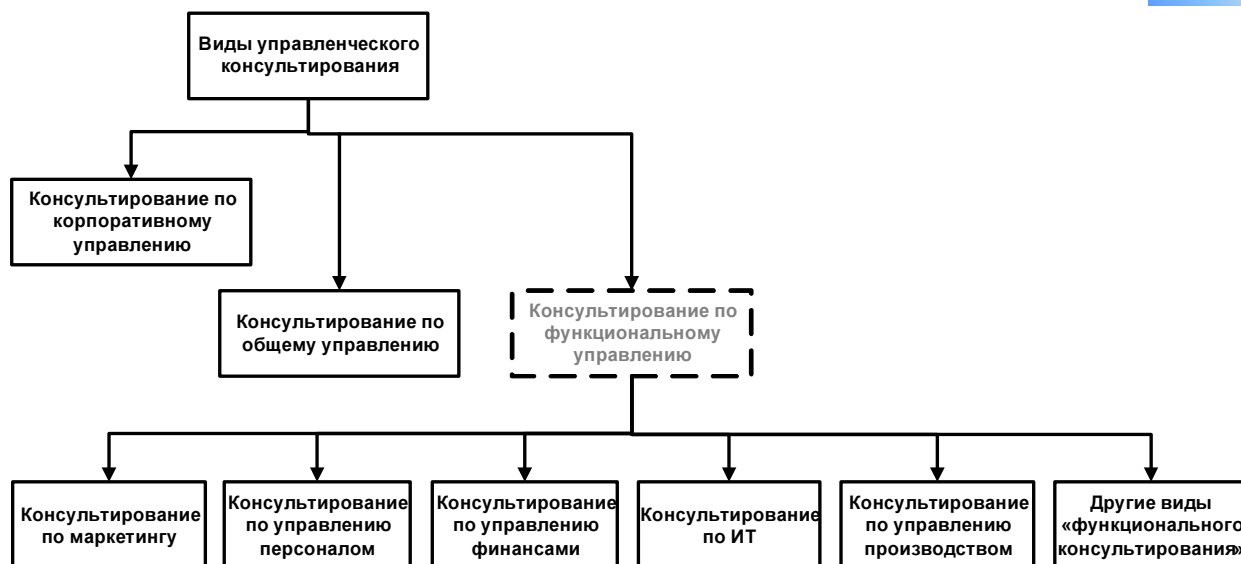 Виды управленческого
консультирования
Консультирование по
корпоративному
управлению
Консультирование по
общему управлению
Консультирование по
функциональному
управлению
Консультирование
по маркетингу
Консультирование
по управлению
персоналом
Консультирование
по управлению
финансами
Консультирование
по ИТ
Консультирование
по управлению
производством
Другие виды
«функционального
консультирования»